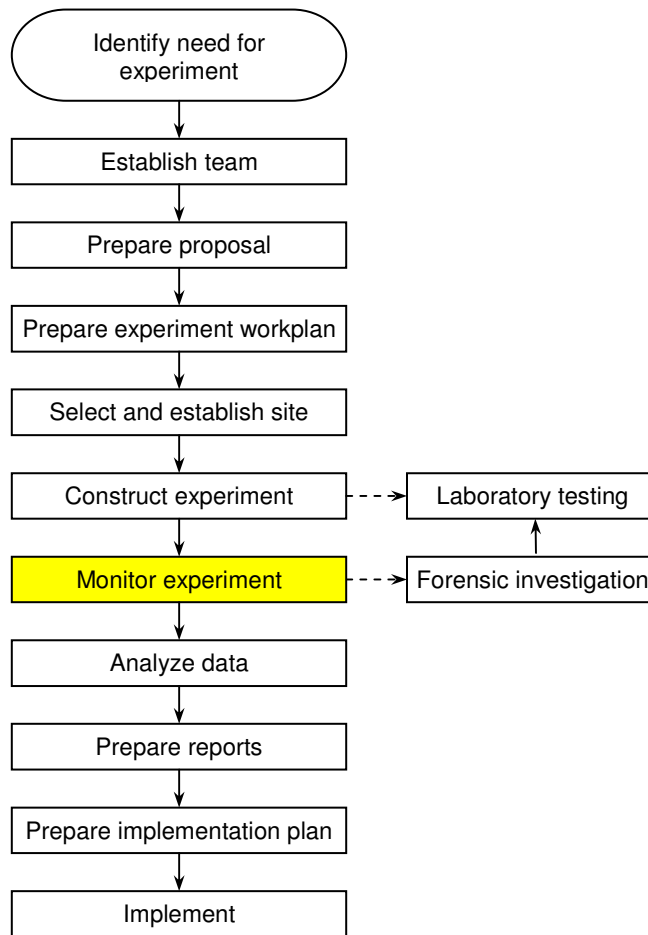 Identify need for
experiment
Establish team
Prepare proposal
Prepare experiment workplan
Select and establish site
Construct experiment
Laboratory testing
Monitor experiment
Forensic investigation
Analyze data
Prepare reports
Prepare implementation plan
Implement